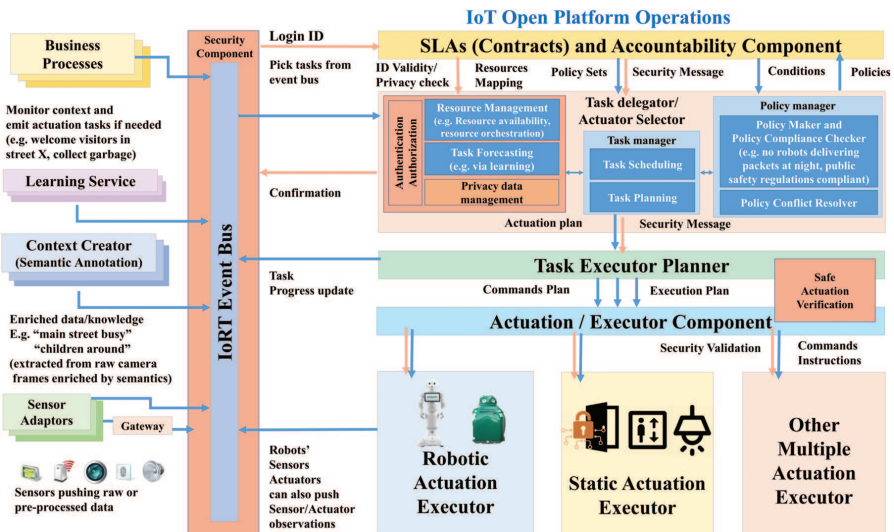 IoT Open Platform Operations
Business
Processes
Monitor context and
emit actuation tasks if needed
(e.g. welcome visitors in
street X, collect garbage)
Learning Service
Context Creator
(Semantic Annotation)
Enriched data/knowledge
E.g. “main street busy”
“children around”
(extracted from raw camera
frames enriched by semantics)
Sensor
Adaptors
Gateway
Sensors pushing raw or
pre-processed data
Security
Component
IoRT Event Bus
Login ID
Pick tasks from
event bus
Confirmation
Task
Progress update
Robots’
Sensors
Actuators
can also push
Sensor/Actuator
observations
SLAs (Contracts) and Accountability Component
ID Validity/
Privacy check
Resources
Mapping
Policy Sets
Security Message
Conditions
Policies
Authentication
Authorization
Resource Management
(e.g. Resource availability,
resource orchestration)
Task Forecasting
(e.g. via learning)
Privacy data
management
Task delegator/
Actuator Selector
Task manager
Task Scheduling
Task Planning
Policy manager
Policy Maker and
Policy Compliance Checker
(e.g. no robots delivering
packets at night, public
safety regulations compliant)
Policy Conflict Resolver
Actuation plan
Security Message
Task Executor Planner
Commands Plan
Execution Plan
Safe
Actuation
Verification
Actuation / Executor Component
Security Validation
Commands
Instructions
Robotic
Actuation
Executor
Static Actuation
Executor
Other
Multiple
Actuation
Executor